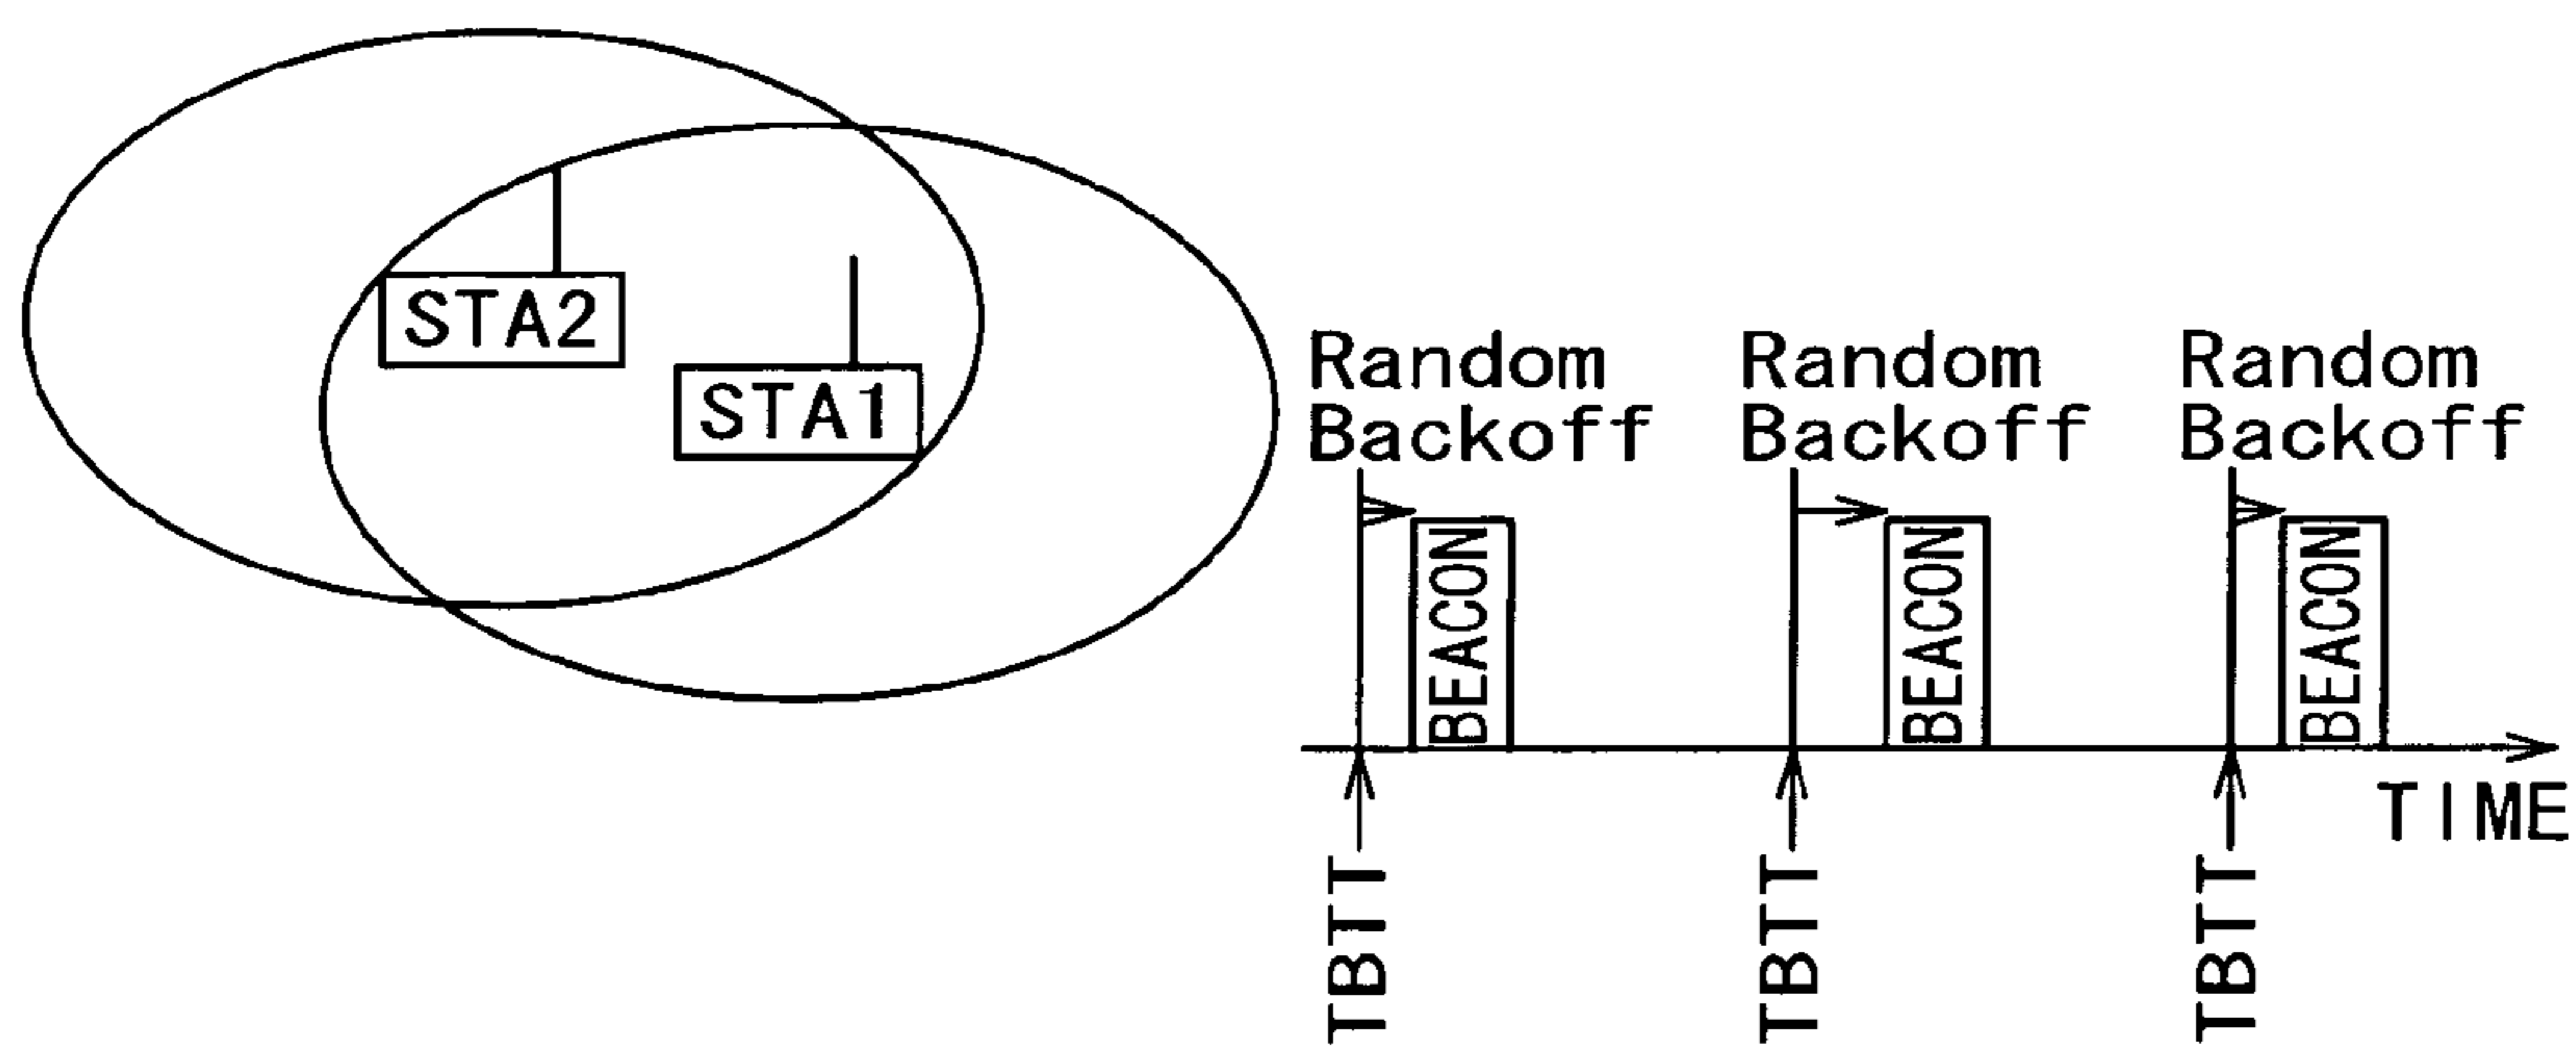 STA2
STA1
Random
Backoff
Random
Backoff
Random
Backoff
BEACON
BEACON
BEACON
TIME
TBTT
TBTT
TBTT